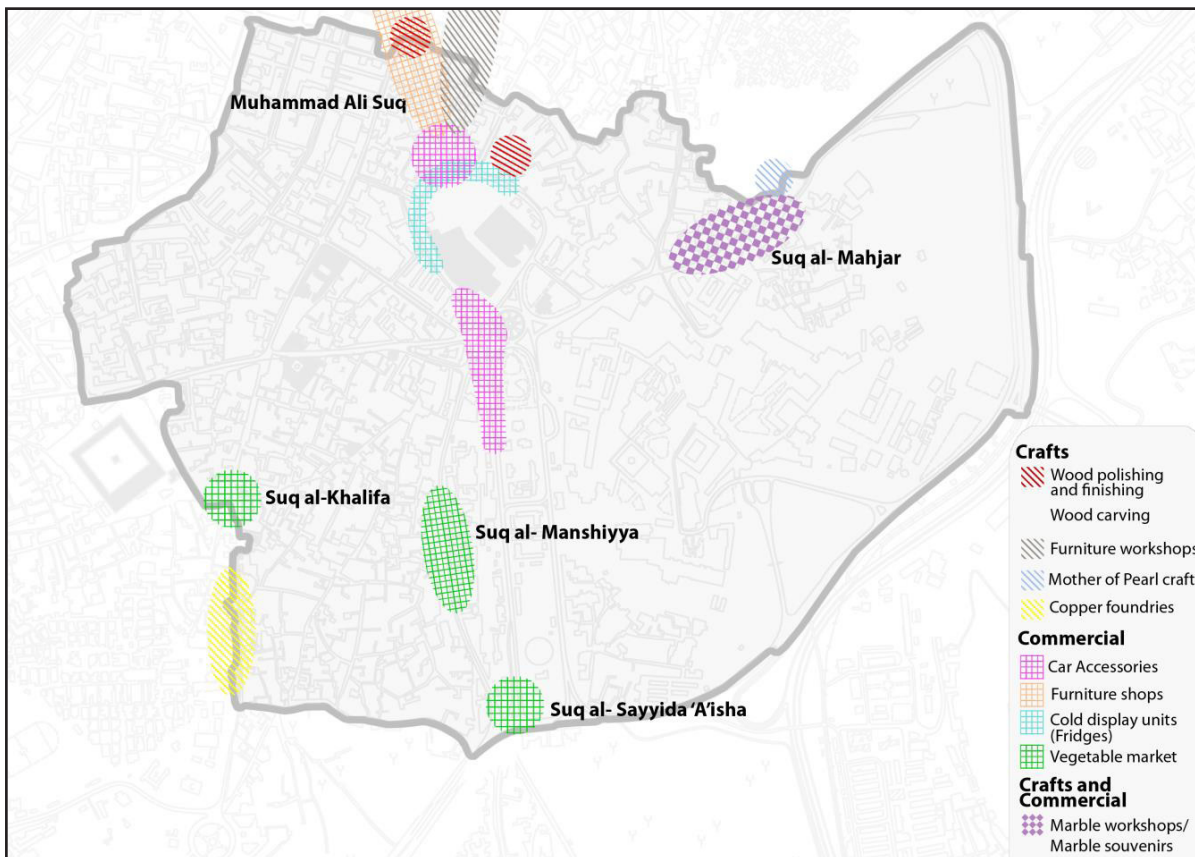 Muhammad Ali Suq
Suq al- Mahjar
Suq al-Khalifa
Suq al- Manshiyya
Suq al- Sayyida ‘A’isha
Crafts
Wood polishing
and finishing
Wood carving
Furniture workshops
Mother of Pearl craft
Copper foundries
Commercial
Car Accessories
Furniture shops
Cold display units
(Fridges)
Vegetable market
Crafts and
Commercial
Marble workshops/
Marble souvenirs